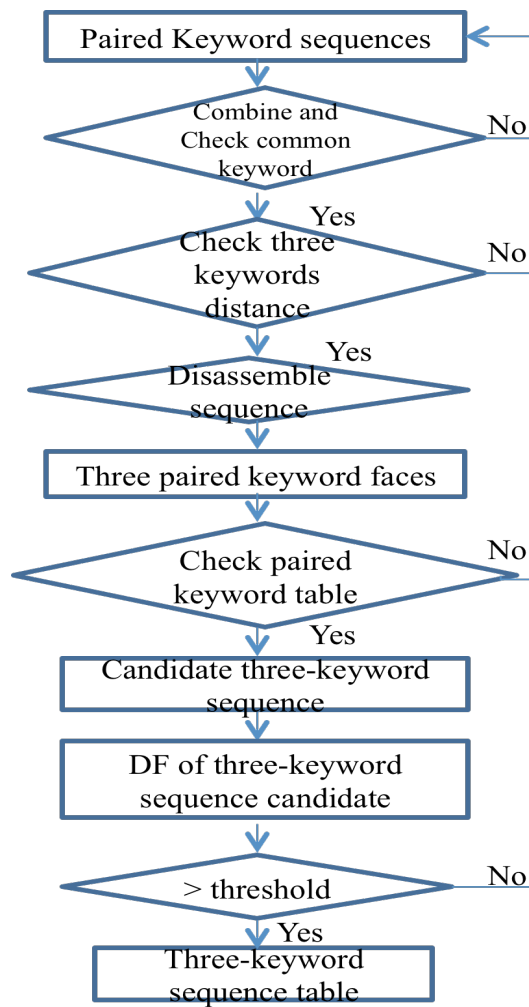 Paired Keyword sequences
Combine and
Check common
keyword
No
Yes
Check three
keywords
distance
No
Yes
Disassemble
sequence
Three paired keyword faces
Check paired
keyword table
No
Yes
Candidate three-keyword
sequence
DF of three-keyword
sequence candidate
> threshold
No
Yes
Three-keyword
sequence table